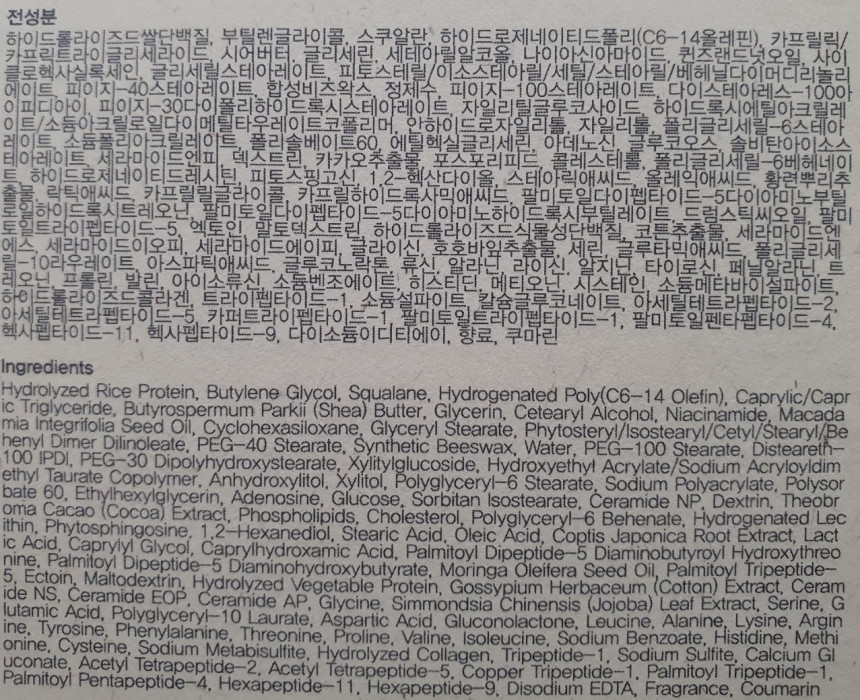 전성분
하이드롤라이즈드쌀단백질, 부틸렌글라이콜, 스쿠알란, 하이드로제네이티드폴리(C6-14올레핀), 카프릴릭/
카프릭트라이글리세라이드, 시어버터, 글리세린, 세테아릴알코올, 나이아신아마이드, 퀸즈랜드넛오일, 사이
클로헥사실록세인, 글리세릴스테아레이트, 피토스테릴/이소스테아릴/세틸/스테아릴/베헤닐다이머디리놀리
에이트, 피이지-40스테아레이트, 합성비즈왁스, 정제수, 피이지-100스테아레이트, 다이스테아레스-100아
이피디아이, 피이지-30다이폴리하이드록시스테아레이트, 자일리틸글루코사이드, 하이드록시에틸아크릴레
이트/소듐아크릴로일다이메틸타우레이트코폴리머, 안하이드로자일리톨, 자일리톨, 폴리글리세릴-6스테아
레이트, 소듐폴리아크릴레이트, 폴리솔베이트60, 에틸헥실글리세린, 아데노신, 글루코오스, 솔비탄아이소스
테아레이트, 세라마이드엔피, 덱스트린, 카카오추출물, 포스포리피드, 콜레스테롤, 폴리글리세릴-6베헤네이
트, 하이드로제네이티드레시틴, 피토스핑고신, 1,2-헥산다이올, 스테아릭애씨드, 올레익애씨드, 황련뿌리추
출물, 락틱애씨드, 카프릴릴글라이콜, 카프릴하이드록사믹애씨드, 팔미토일다이펩타이드-5다이아미노부틸
로일하이드록시트레오닌, 팔미토일다이펩타이드-5다이아미노하이드록시부틸레이트, 드럼스틱씨오일, 팔미
토일트라이펩타이드-5, 엑토인, 말토덱스트린, 하이드롤라이즈드식물성단백질, 코튼추출물, 세라마이드엔
에스, 세라마이드이오피, 세라마이드에이피, 글라이신, 호호바잎추출물, 세린, 글루타믹애씨드, 폴리글리세
릴-10라우레이트, 아스파틱애씨드, 글루코노락톤, 류신, 알라닌, 라이신, 알지닌, 타이로신, 페닐알라닌, 트
레오닌, 프롤린, 발린, 아이소류신, 소듐벤조에이트, 히스티딘, 메티오닌, 시스테인, 소듐메타바이설파이트,
하이드롤라이즈드콜라겐, 트라이펩타이드-1, 소듐설파이트, 칼슘글루코네이트, 아세틸테트라펩타이드-2,
아세틸테트라펩타이드-5, 카퍼트라이펩타이드-1, 팔미토일트라이펩타이드-1, 팔미토일펜타펩타이드-4,
헥사펩타이드-11, 헥사펩타이드-9, 다이소듐이디티에이, 향료, 쿠마린
Ingredients
Hydrolyzed Rice Protein, Butylene Glycol, Squalane, Hydrogenated Poly(C6-14 Olefin), Caprylic/Capr
ic Triglyceride, Butyrospermum Parkii (Shea) Butter, Glycerin, Cetearyl Alcohol, Niacinamide, Macada
mia Integrifolia Seed Oil, Cyclohexasiloxane, Glyceryl Stearate, Phytosteryl/Isostearyl/Cetyl/Stearyl/Be
henyl Dimer Dilinoleate, PEG-40 Stearate, Synthetic Beeswax, Water, PEG-100 Stearate, Disteareth-
100 IPDI, PEG-30 Dipolyhydroxystearate, Xylitylglucoside, Hydroxyethyl Acrylate/Sodium Acryloyldim
ethyl Taurate Copolymer, Anhydroxylitol, Xylitol, Polyglyceryl-6 Stearate, Sodium Polyacrylate, Polysor
bate 60, Ethylhexylglycerin, Adenosine, Glucose, Sorbitan Isostearate, Ceramide NP, Dextrin, Theobr
oma Cacao (Cocoa) Extract, Phospholipids, Cholesterol, Polyglyceryl-6 Behenate, Hydrogenated Lec
ithin, Phytosphingosine, 1,2-Hexanediol, Stearic Acid, Oleic Acid, Coptis Japonica Root Extract, Lact
ic Acid, Caprylyl Glycol, Caprylhydroxamic Acid, Palmitoyl Dipeptide-5 Diaminobutyroyl Hydroxythreo
nine, Palmitoyl Dipeptide-5 Diaminohydroxybutyrate, Moringa Oleifera Seed Oil, Palmitoyl Tripeptide-
5, Ectoin, Maltodextrin, Hydrolyzed Vegetable Protein, Gossypium Herbaceum (Cotton) Extract, Ceram
ide NS, Ceramide EOP, Ceramide AP, Glycine, Simmondsia Chinensis (Jojoba) Leaf Extract, Serine, G
lutamic Acid, Polyglyceryl-10 Laurate, Aspartic Acid, Gluconolactone, Leucine, Alanine, Lysine, Argin
ine, Tyrosine, Phenylalanine, Threonine, Proline, Valine, Isoleucine, Sodium Benzoate, Histidine, Methi
onine, Cysteine, Sodium Metabisulfite, Hydrolyzed Collagen, Tripeptide-1, Sodium Sulfite, Calcium Gl
uconate, Acetyl Tetrapeptide-2, Acetyl Tetrapeptide-5, Copper Tripeptide-1, Palmitoyl Tripeptide-1,
Palmitoyl Pentapeptide-4, Hexapeptide-11, Hexapeptide-9, Disodium EDTA, Fragrance, Coumarin